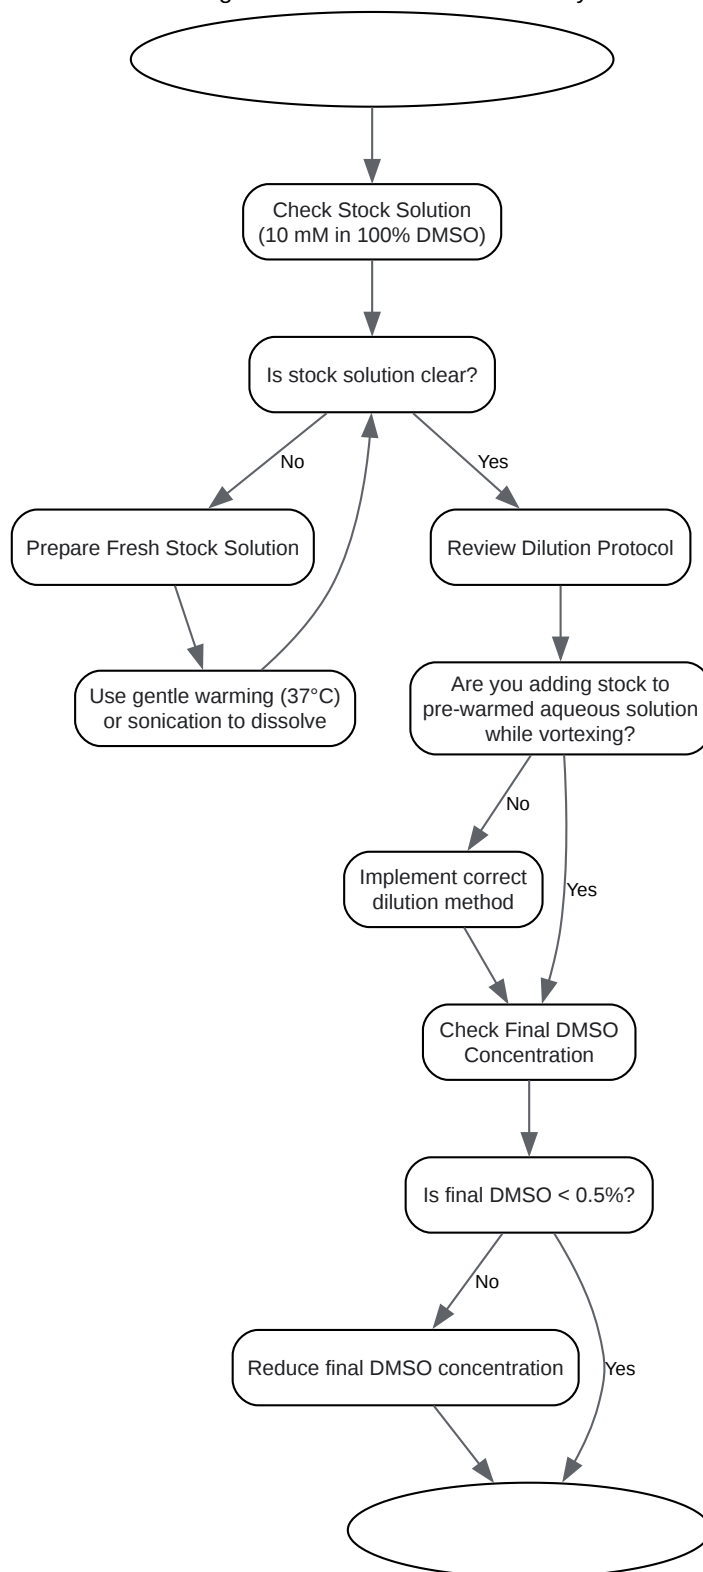 Check Stock Solution
(10 mM in 100% DMSO)
Is stock solution clear?
No
Yes
Prepare Fresh Stock Solution
Review Dilution Protocol
Use gentle warming (37°C)
or sonication to dissolve
Are you adding stock to
pre-warmed aqueous solution
while vortexing?
No
Implement correct
dilution method
Yes
Check Final DMSO
Concentration
Is final DMSO < 0.5%?
No
Reduce final DMSO concentration
Yes